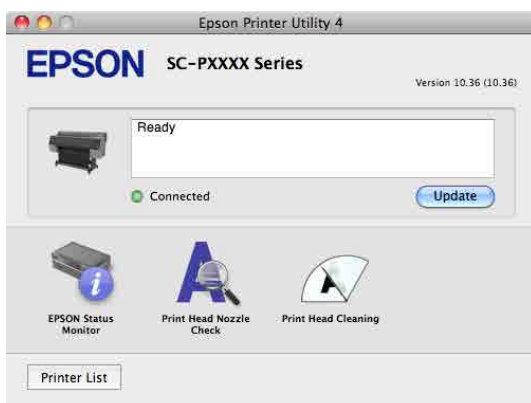 Epson Printer Utility 4
EPSON SC-PXXXX Series
Version 10.36 (10.36)
Ready
Connected
Update
EPSON Status
Monitor
Print Head Nozzle
Check
Print Head Cleaning
Printer List